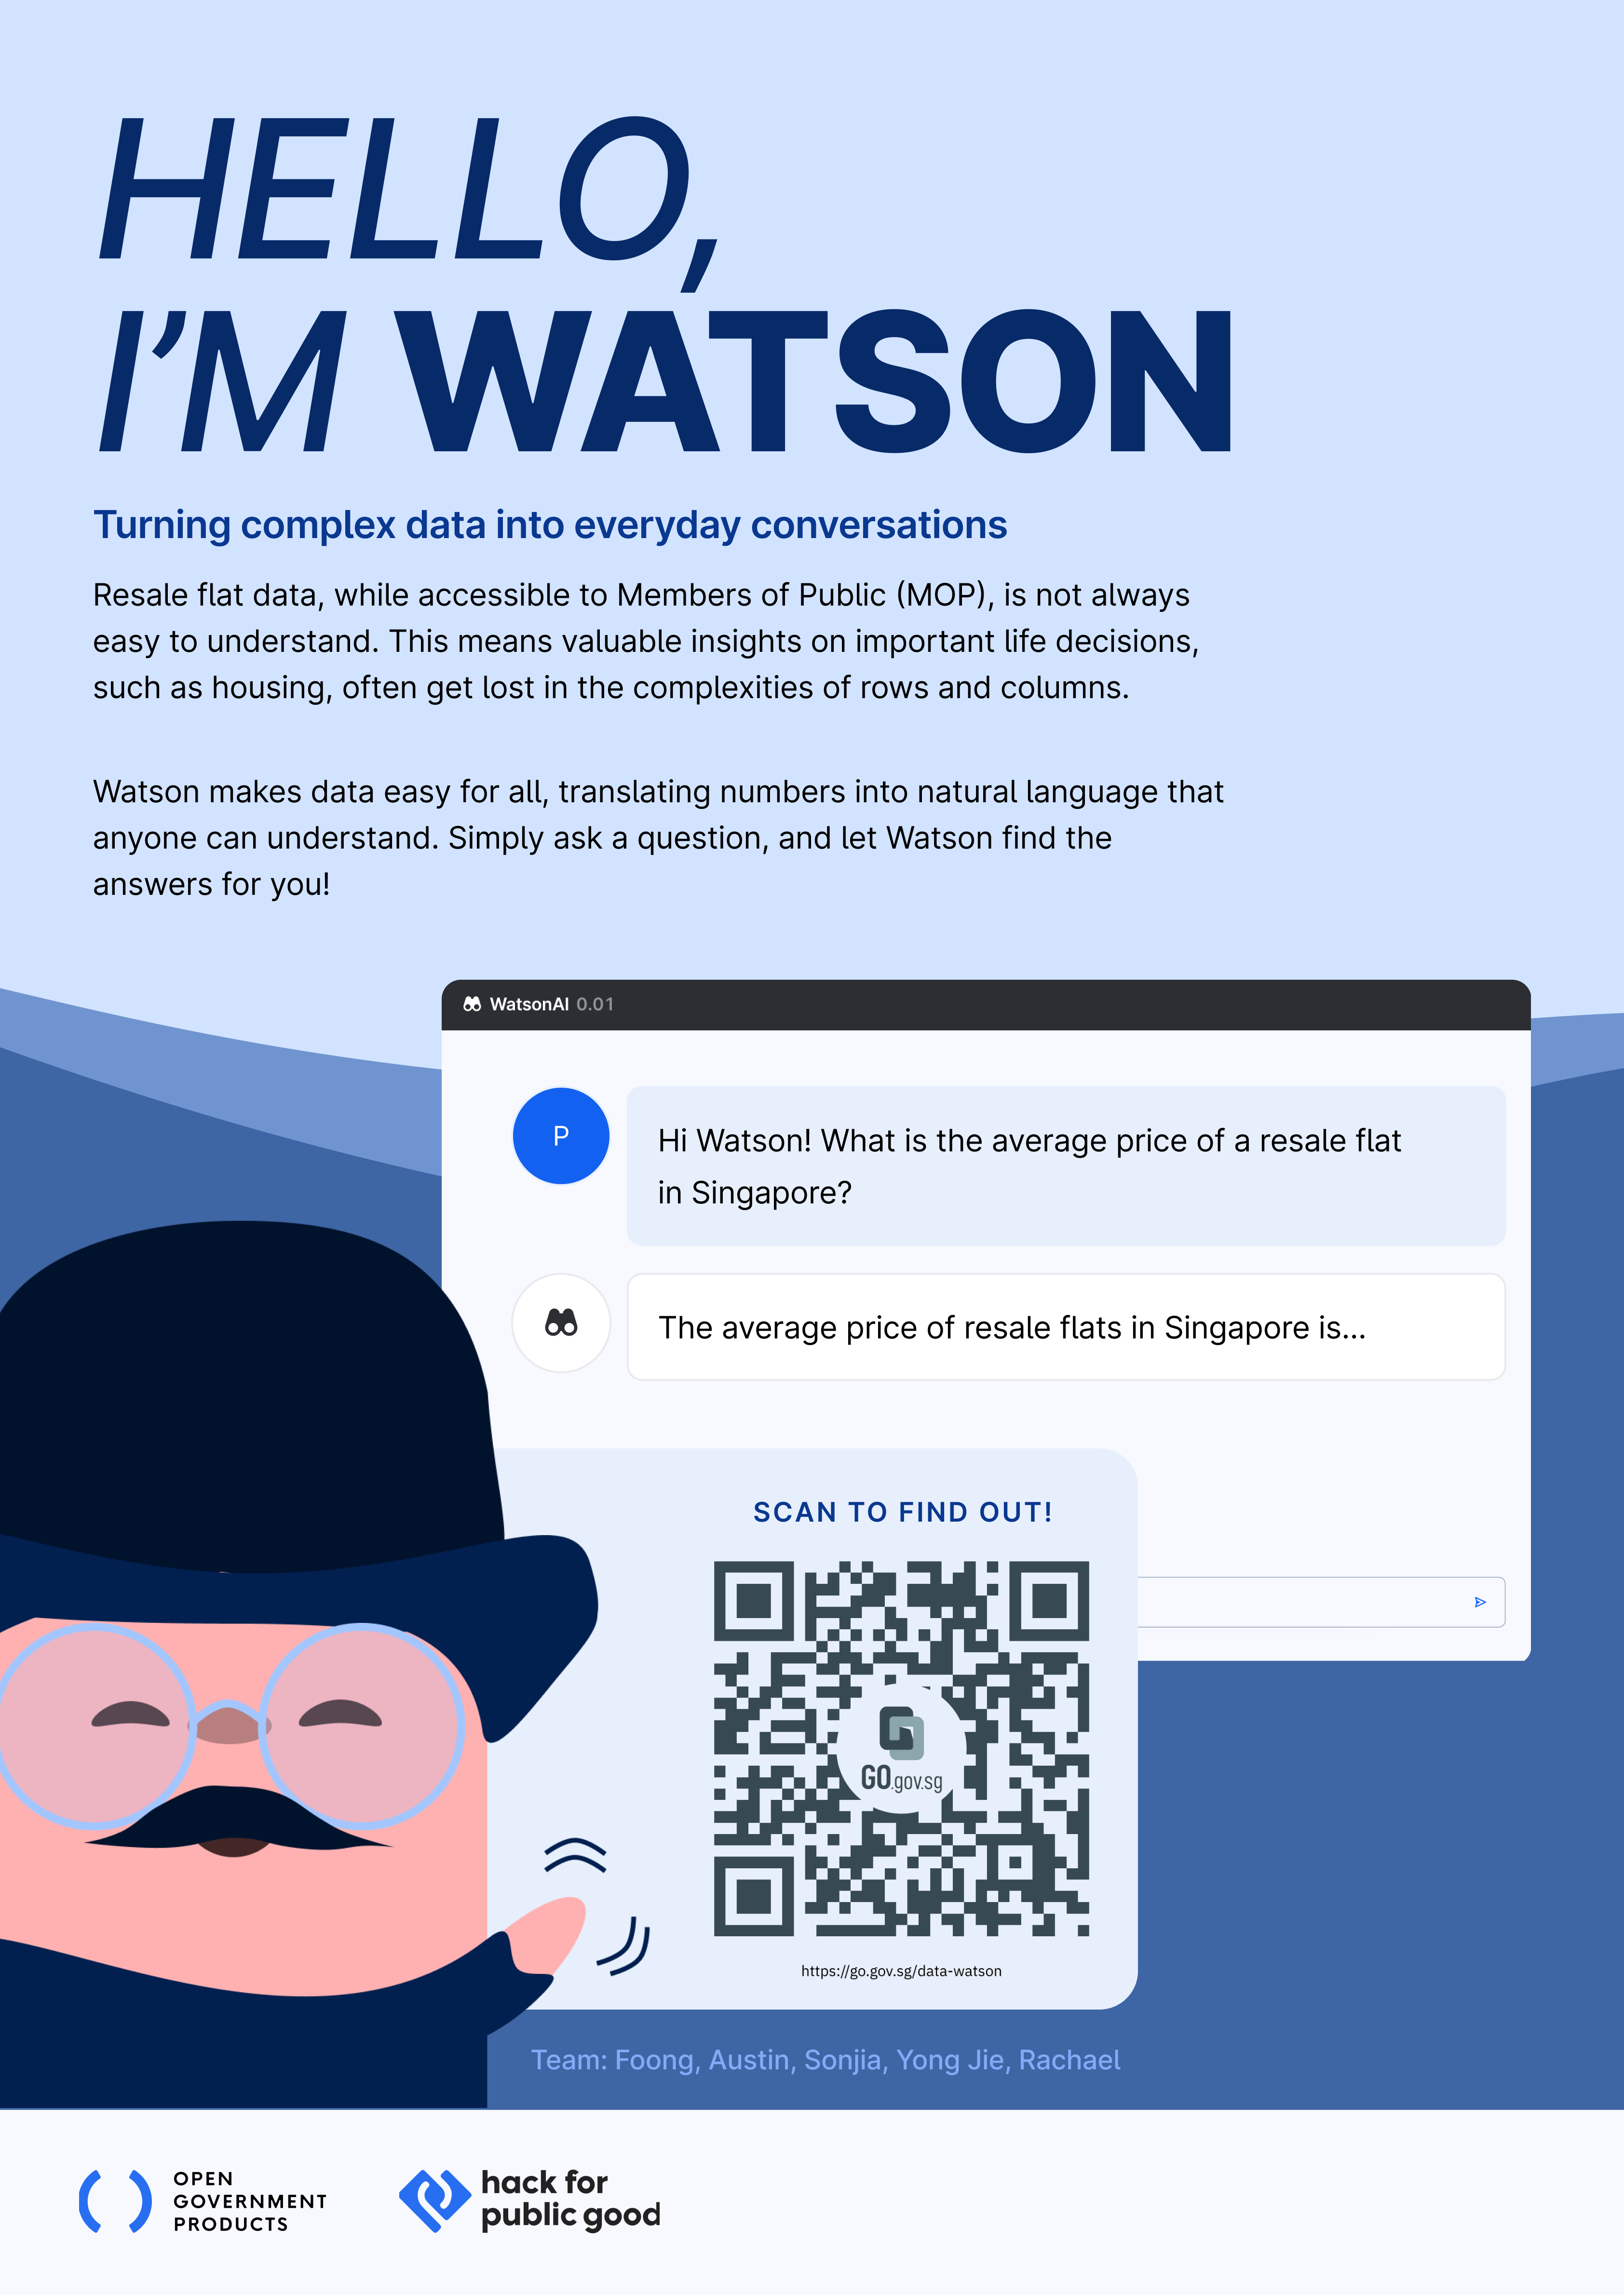 HELLO,
I’M WATSON
Turning complex data into everyday conversations
Resale flat data, while accessible to Members of Public (MOP), is not always
easy to understand. This means valuable insights on important life decisions,
such as housing, often get lost in the complexities of rows and columns.
Watson makes data easy for all, translating numbers into natural language that
anyone can understand. Simply ask a question, and let Watson find the
answers for you!
WatsonAI 0.01
P
Hi Watson! What is the average price of a resale flat
in Singapore?
The average price of resale flats in Singapore is...
SCAN TO FIND OUT!
GO.gov.sg
https://go.gov.sg/data-watson
Team: Foong, Austin, Sonjia, Yong Jie, Rachael
OPEN
GOVERNMENT
PRODUCTS
hack for
public good